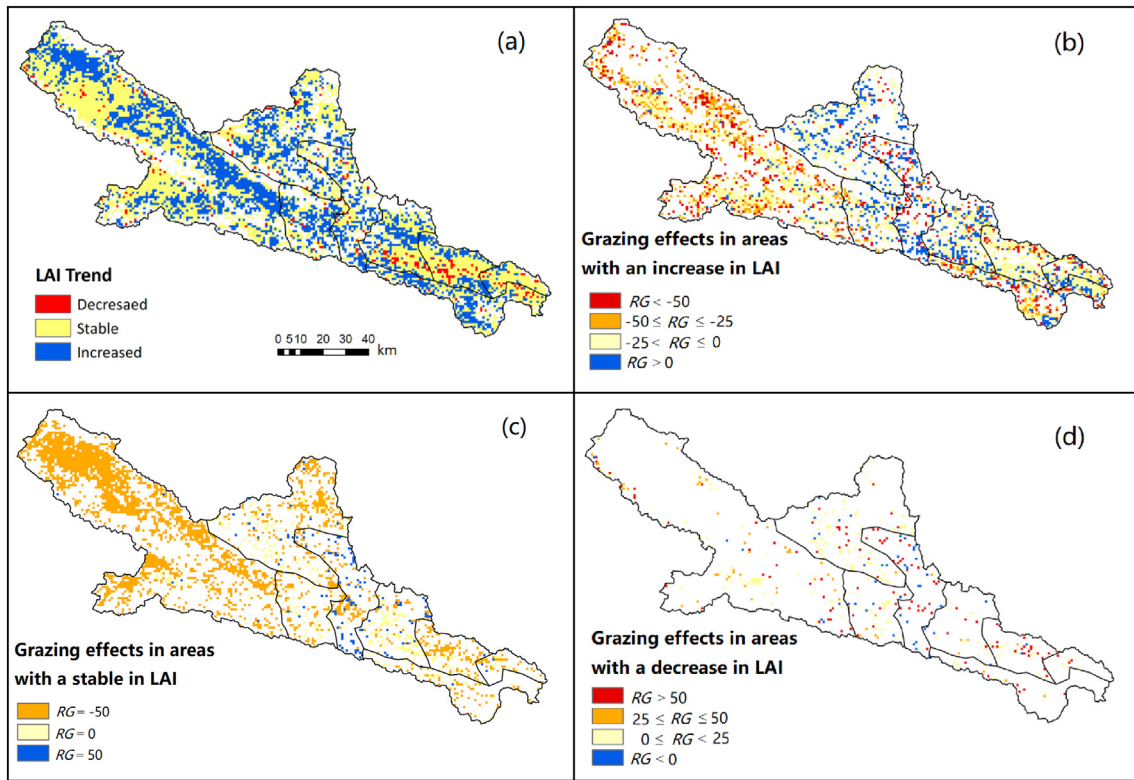 (a)
LAI Trend
Decresaed
Stable
Increased
0 5 10 20 30 40
km
(b)
Grazing effects in areas
with an increase in LAI
RG < -50
-50 ≤ RG ≤ -25
-25< RG ≤ 0
RG > 0
(c)
Grazing effects in areas
with a stable in LAI
RG = -50
RG = 0
RG = 50
(d)
Grazing effects in areas
with a decrease in LAI
RG > 50
25 ≤ RG ≤ 50
0 ≤ RG < 25
RG < 0